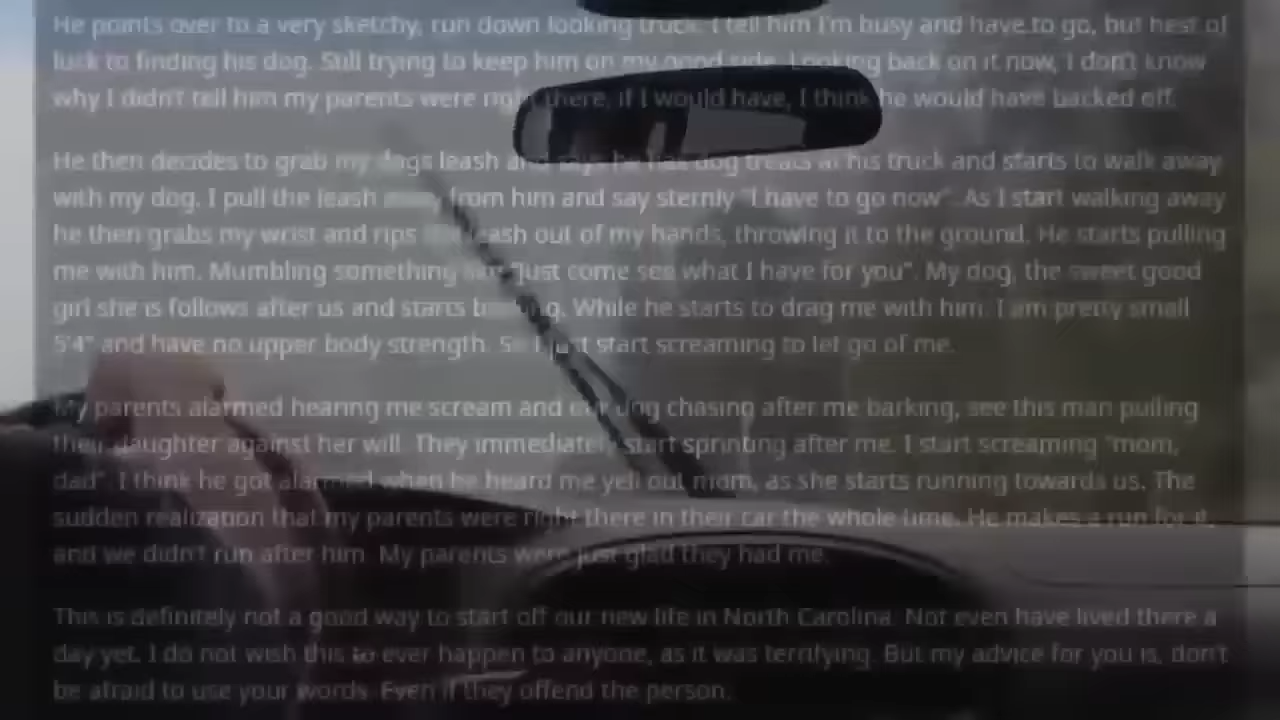 He points over to a very sketchy, run down looking truck. I tell him I'm busy and have to go, but best of
luck to finding his dog. Still trying to keep him on my good side. Looking back on it now, I don't know
why I didn't tell him my parents were right there, if I would have, I think he would have backed off.
He then decides to grab my dogs leash and says he has dog treats in his truck and starts to walk away
with my dog. I pull the leash away from him and say sternly "I have to go now". As I start walking away
he then grabs my wrist and rips leash out of my hands, throwing it to the ground. He starts pulling
me with him. Mumbling something like "Just come see what I have for you". My dog, the sweet good
girl she is follows after us and starts barking. While he starts to drag me with him. I am pretty small
5'4" and have no upper body strength. So I just start screaming to let go of me.
My parents alarmed hearing me scream and our dog chasing after me barking, see this man pulling
their daughter against her will. They immediately start sprinting after me. I start screaming "mom,
dad". I think he got alarmed when he heard me yell out mom, as she starts running towards us. The
sudden realization that my parents were right there in their car the whole time. He makes a run for it,
and we didn't run after him. My parents were just glad they had me.
This is definitely not a good way to start off our new life in North Carolina. Not even have lived there a
day yet. I do not wish this to ever happen to anyone, as it was terrifying. But my advice for you is, don't
be afraid to use your words. Even if they offend the person.